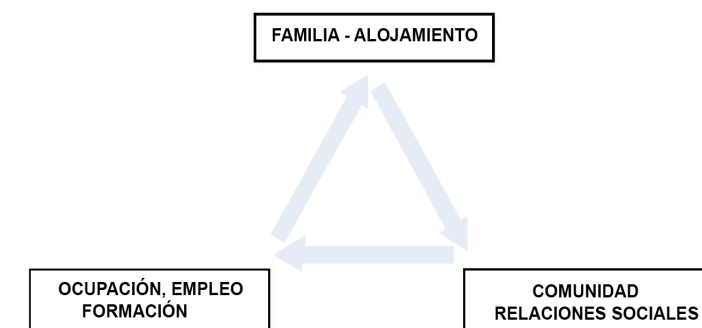 FAMILIA - ALOJAMIENTO
OCUPACIÓN, EMPLEO
FORMACIÓN
COMUNIDAD
RELACIONES SOCIALES